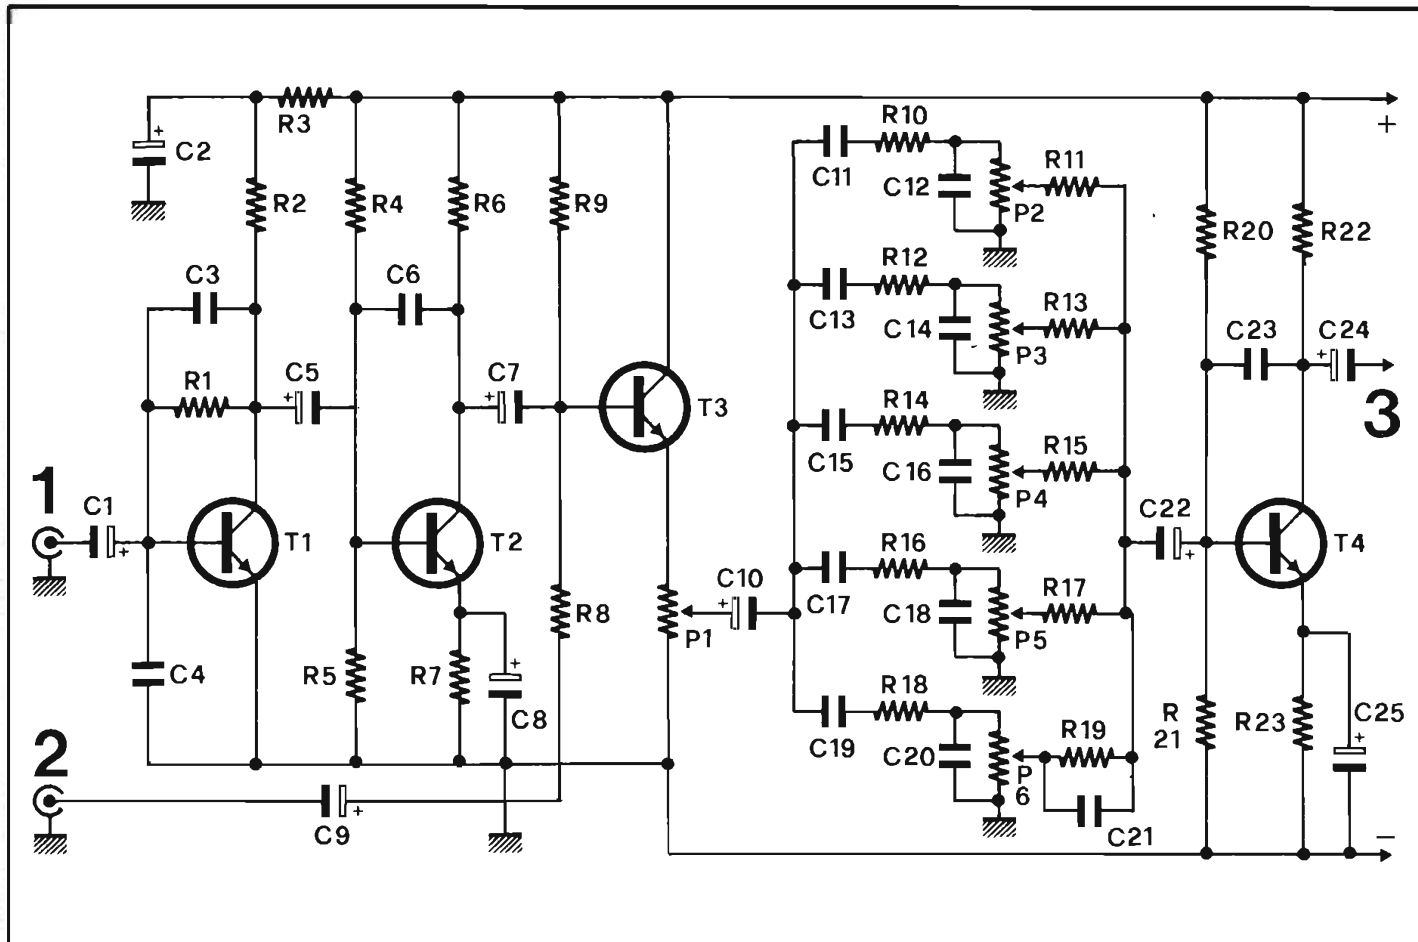 R3
+
C2
+
R2
R4
R6
R9
C3
C6
R1
C5
+
C7
+
T3
1
C1
+
T1
T2
C4
R5
R7
+
C8
R8
P1
C10
+
2
C9
+
R10
C11
C12
P2
R11
R12
C13
C14
P3
R13
R14
C15
C16
P4
R15
R16
C17
C18
P5
R17
R18
C19
C20
P
6
R19
C21
C22
+
R20
R22
C23
C24
+
3
T4
R
21
R23
C25
+
+
−